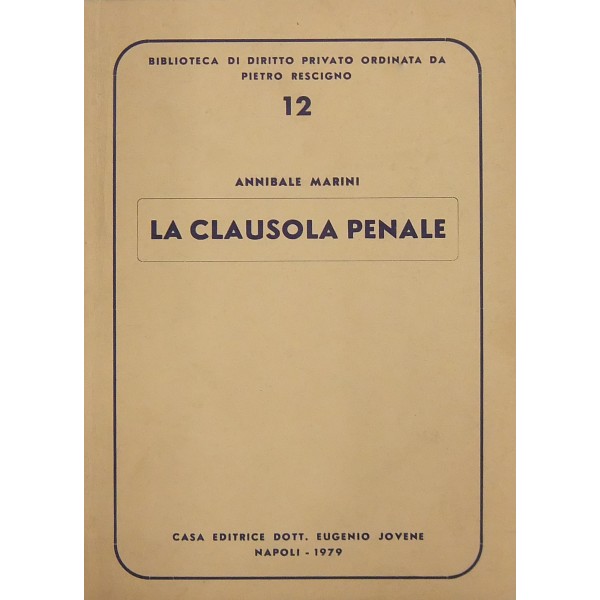 BIBLIOTECA DI DIRITTO PRIVATO ORDINATA DA
PIETRO RESCIGNO
12
ANNIBALE MARINI
LA CLAUSOLA PENALE
CASA EDITRICE DOTT. EUGENIO JOVENE
NAPOLI - 1979